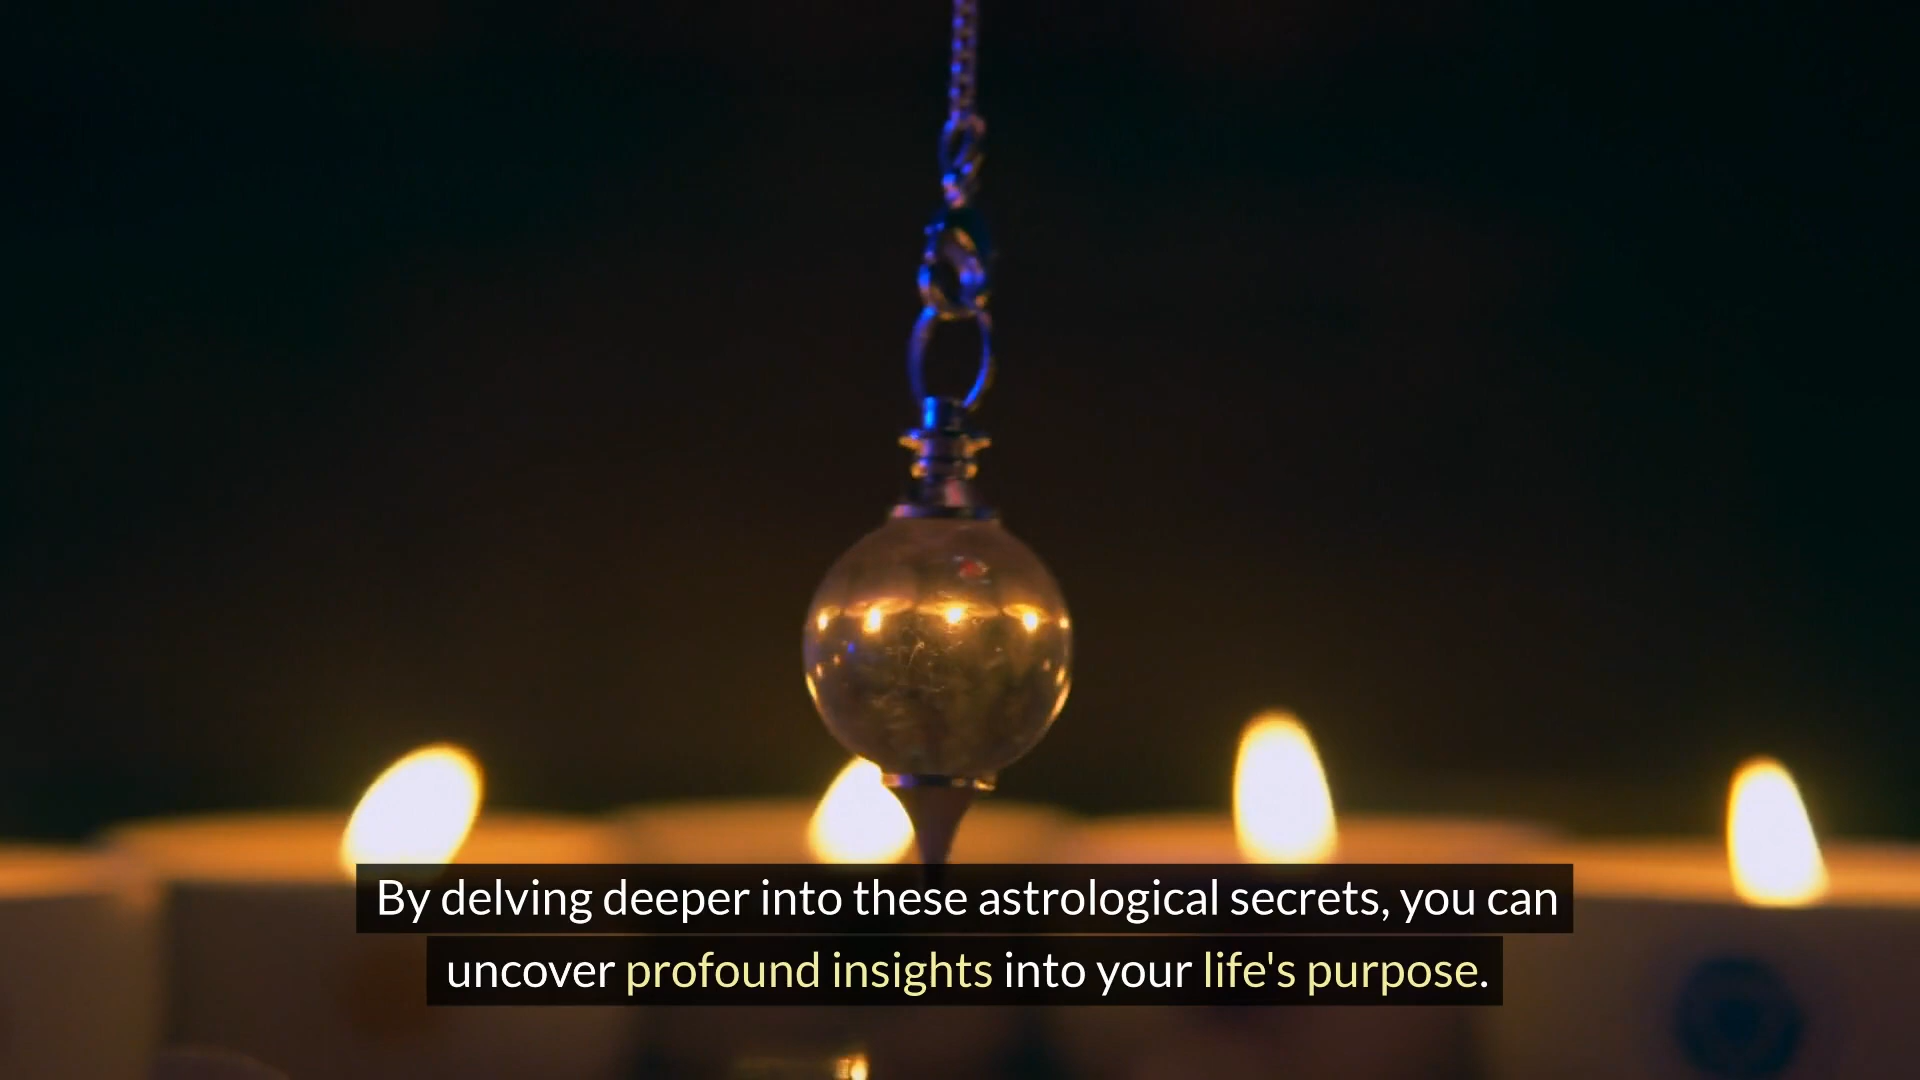 By delving deeper into these astrological secrets, you can
uncover profound insights into your life's purpose.